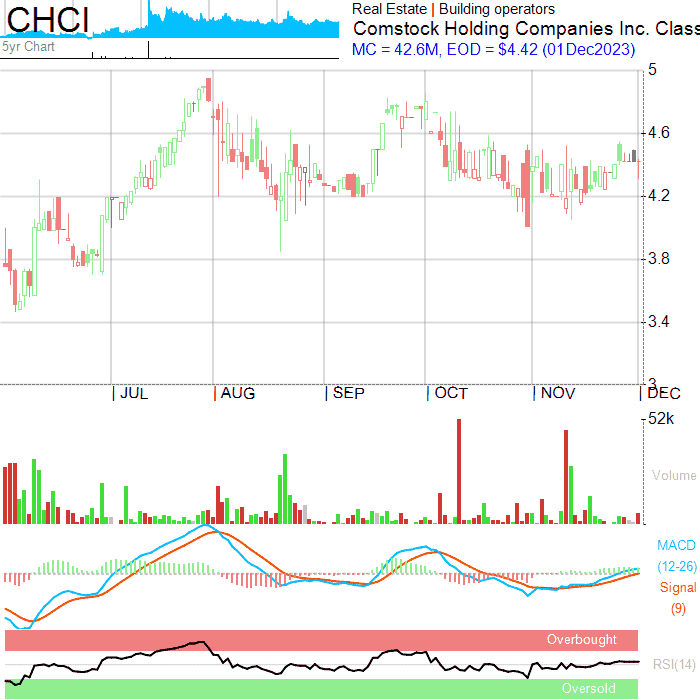 CHCI
Real Estate | Building operators
Comstock Holding Companies Inc. Class
MC = 42.6M, EOD = $4.42 (01Dec2023)
5yr Chart
5
4.6
4.2
3.8
3.4
3
JUL AUG SEP OCT NOV DEC
52k
Volume
MACD
(12-26)
Signal
(9)
Overbought
RSI(14)
Oversold